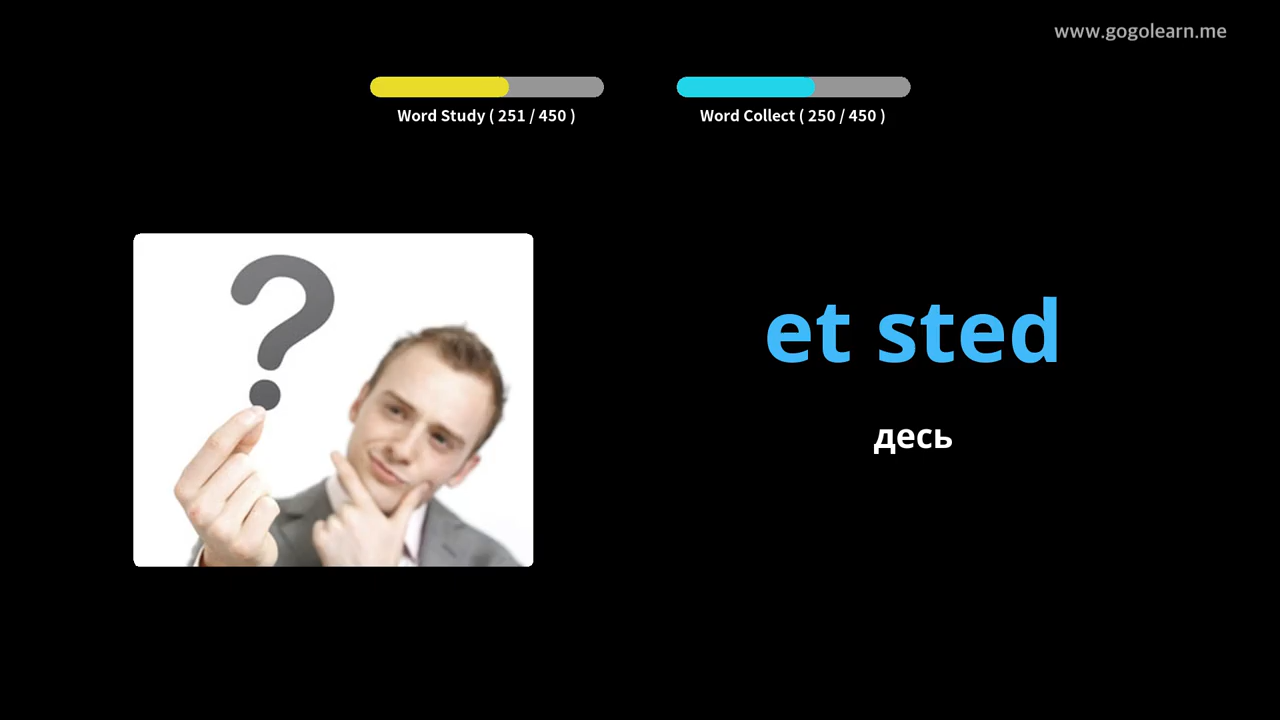 www.gogolearn.me
Word Study ( 251 / 450 )
Word Collect ( 250 / 450 )
?
et sted
десь